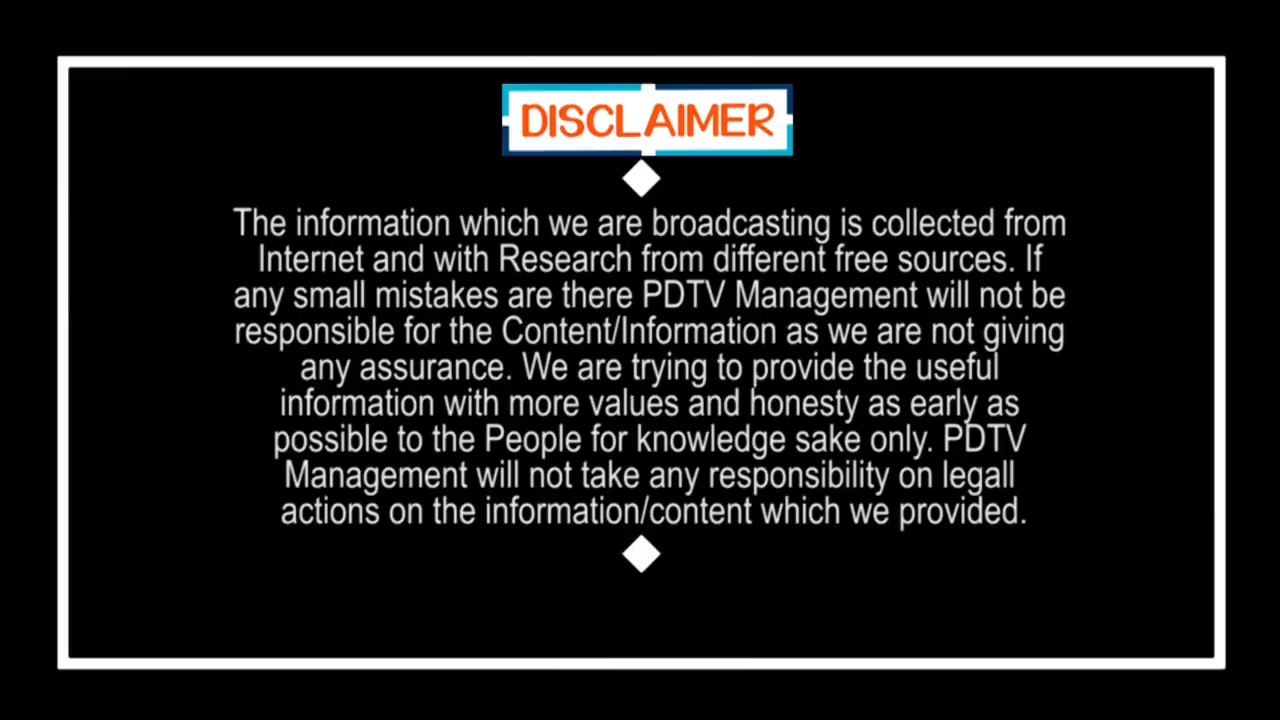 DISCLAIMER
The information which we are broadcasting is collected from
Internet and with Research from different free sources. If
any small mistakes are there PDTV Management will not be
responsible for the Content/Information as we are not giving
any assurance. We are trying to provide the useful
information with more values and honesty as early as
possible to the People for knowledge sake only. PDTV
Management will not take any responsibility on legall
actions on the information/content which we provided.